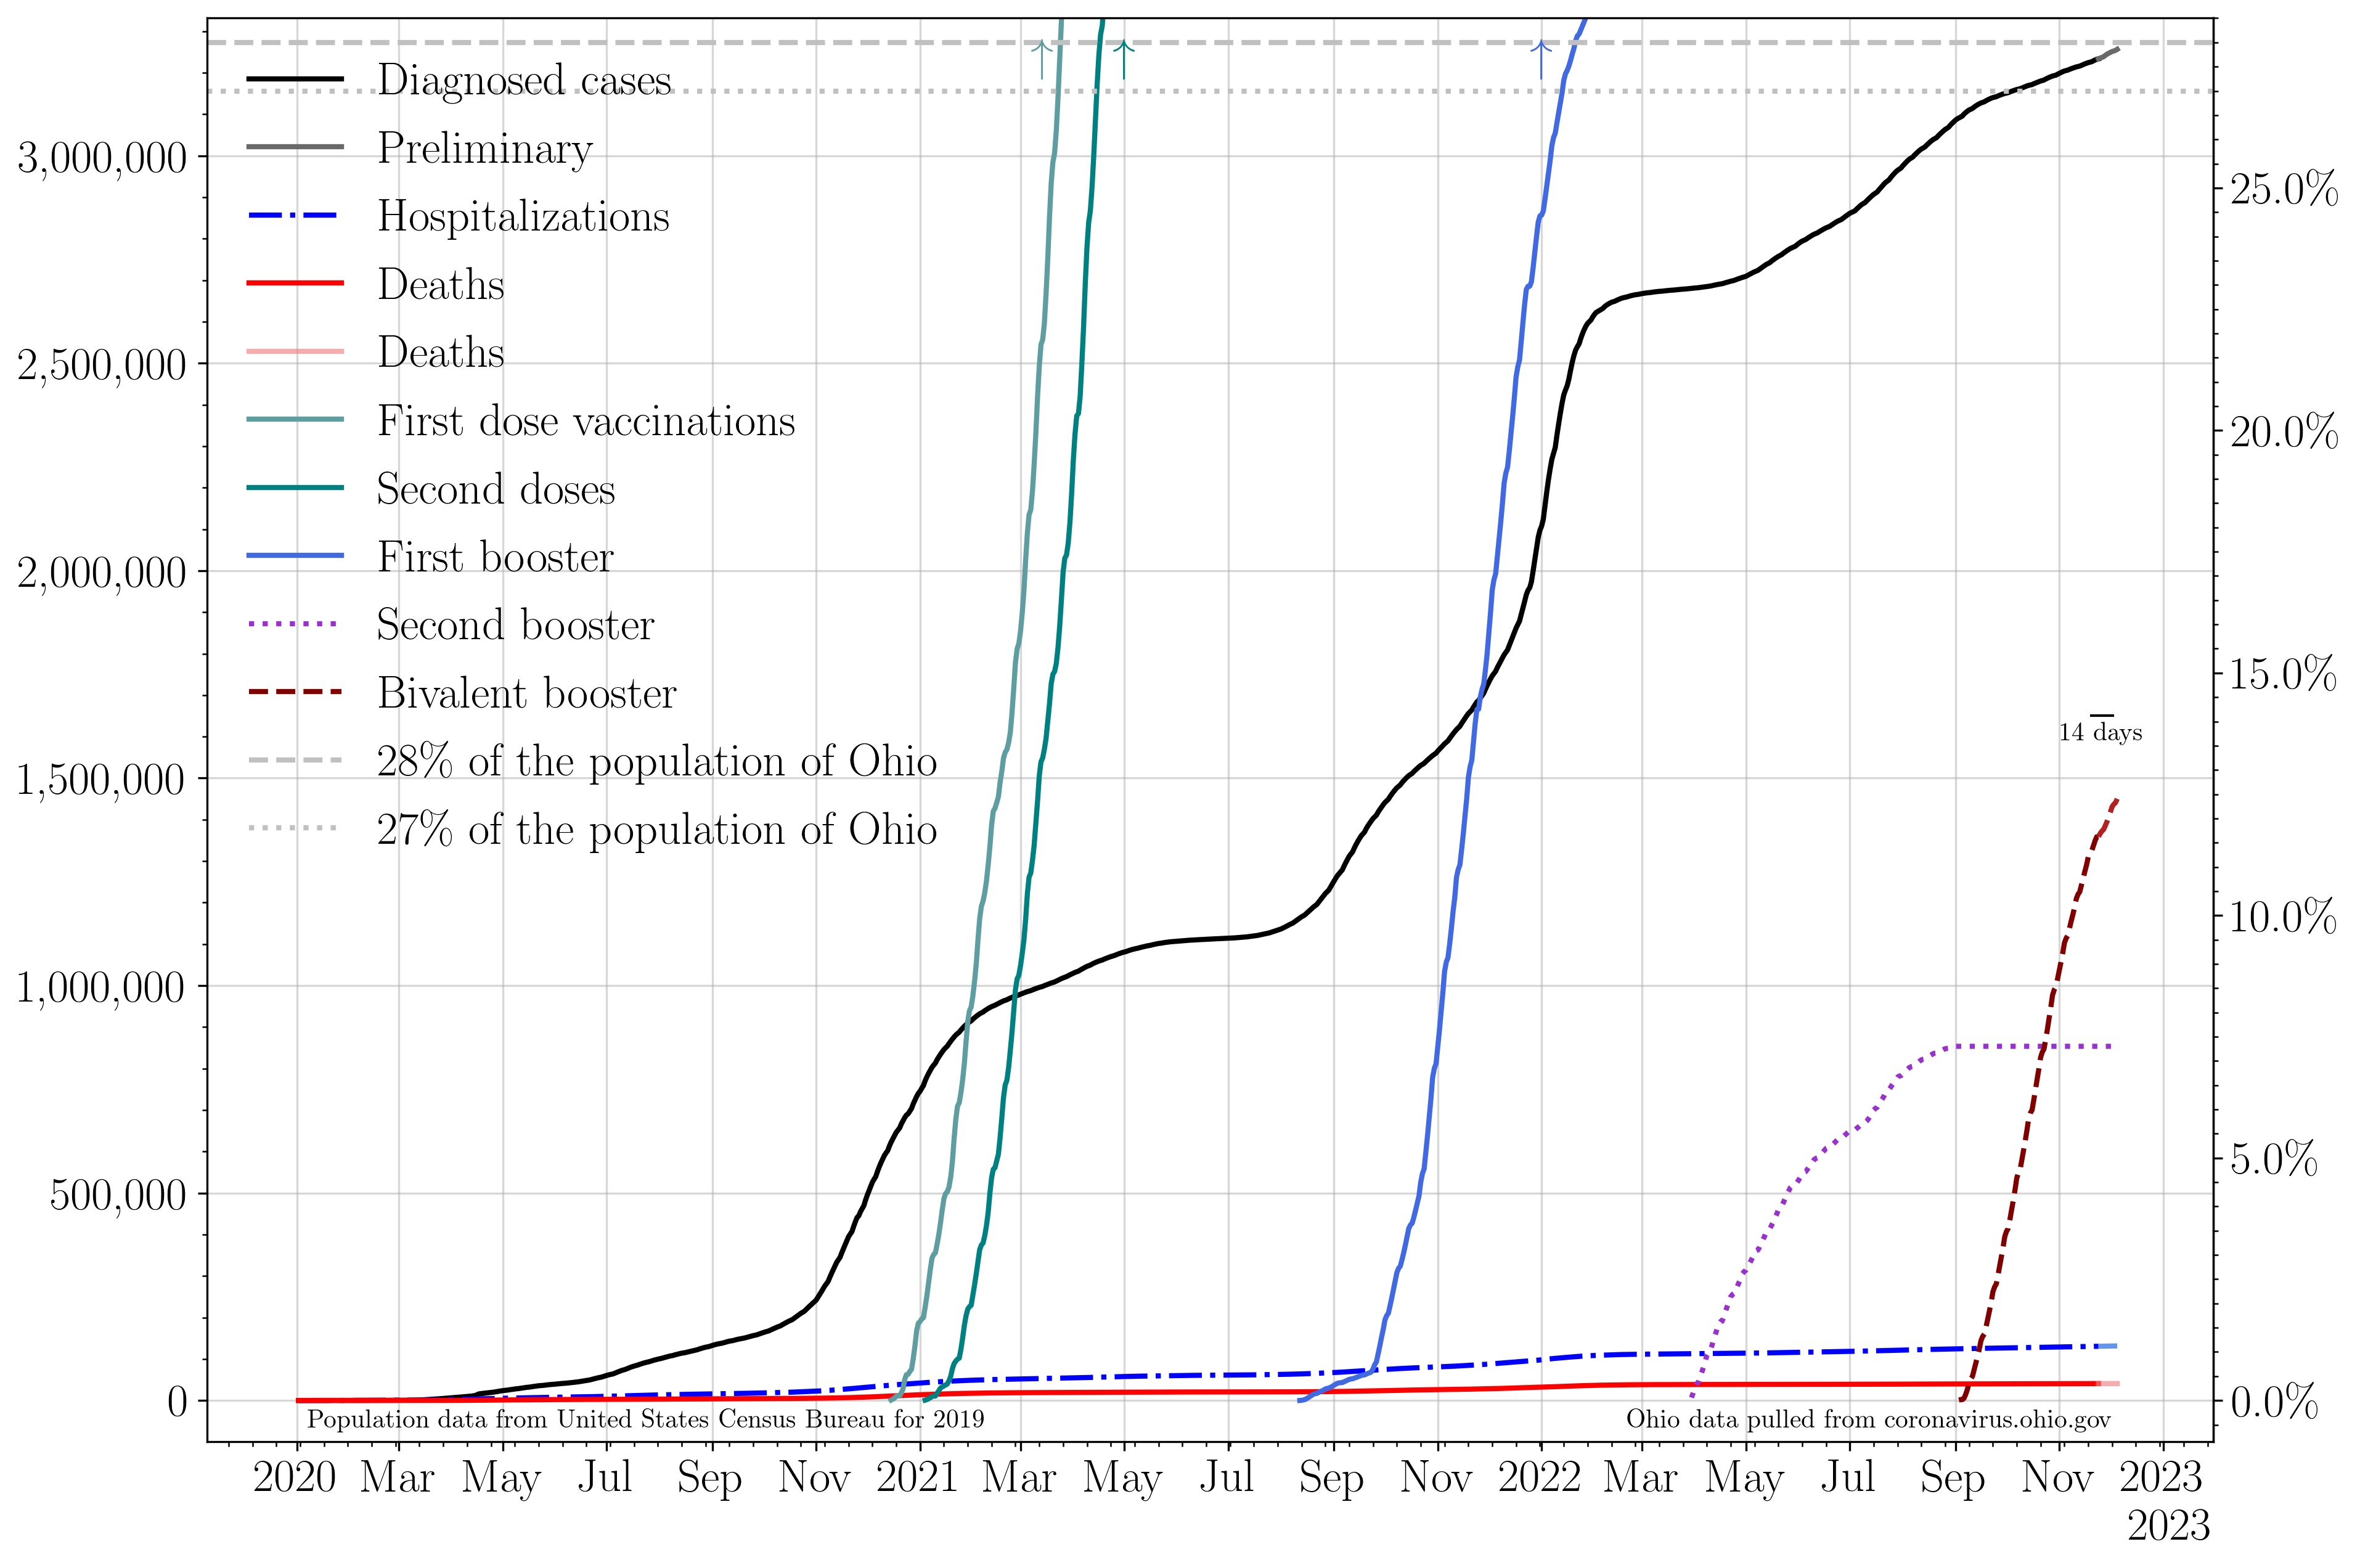 Diagnosed cases
Preliminary
Hospitalizations
Deaths
Deaths
First dose vaccinations
Second doses
First booster
Second booster
Bivalent booster
28% of the population of Ohio
27% of the population of Ohio
3,000,000
2,500,000
2,000,000
1,500,000
1,000,000
500,000
0
25.0%
20.0%
15.0%
10.0%
5.0%
0.0%
14 days
Population data from United States Census Bureau for 2019
Ohio data pulled from coronavirus.ohio.gov
2020 Mar May Jul Sep Nov 2021 Mar May Jul Sep Nov 2022 Mar May Jul Sep Nov 2023
2023